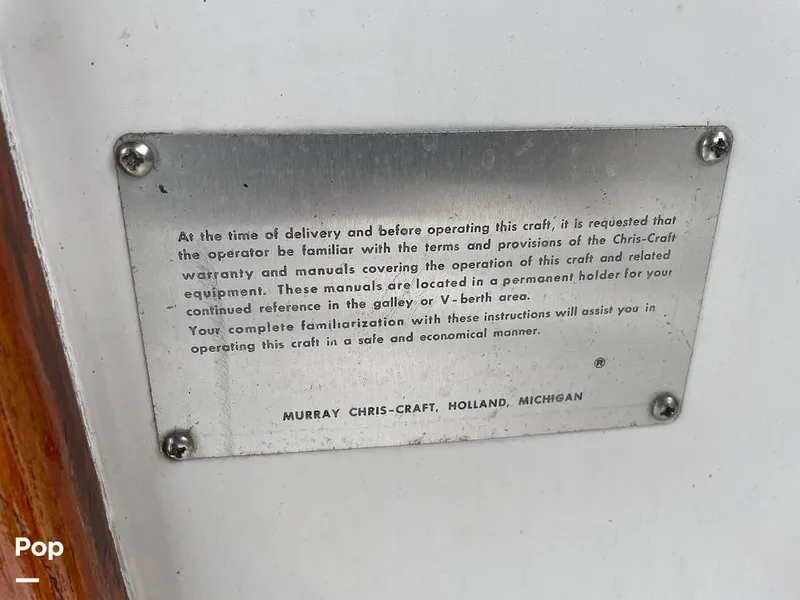 At the time of delivery and before operating this craft, it is requested that
the operator be familiar with the terms and provisions of the Chris-Craft
warranty and manuals covering the operation of this craft and related
equipment. These manuals are located in a permanent holder for your
continued reference in the galley or V-berth area.
Your complete familiarization with these instructions will assist you in
operating this craft in a safe and economical manner.
®
MURRAY CHRIS-CRAFT, HOLLAND, MICHIGAN
Pop